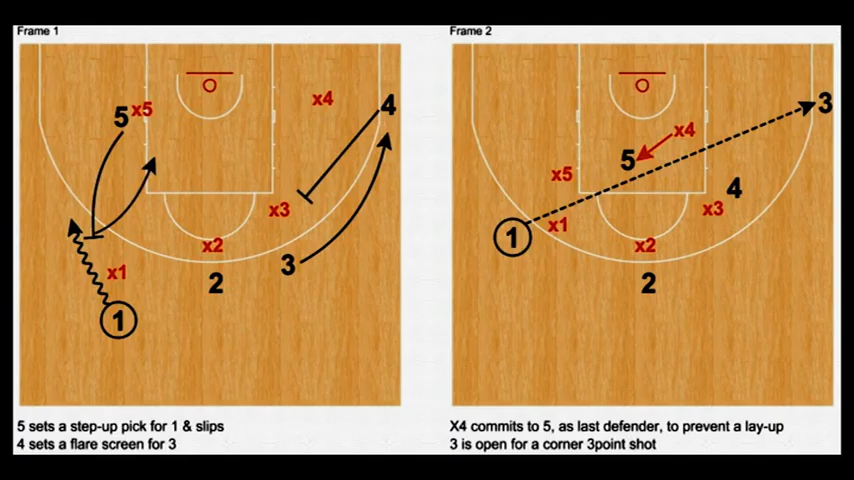 Frame 1
5
x5
x4
4
x3
x2
3
x1
2
1
5 sets a step-up pick for 1 & slips
4 sets a flare screen for 3
Frame 2
3
x4
5
x5
4
x3
x1
1
x2
2
X4 commits to 5, as last defender, to prevent a lay-up
3 is open for a corner 3point shot